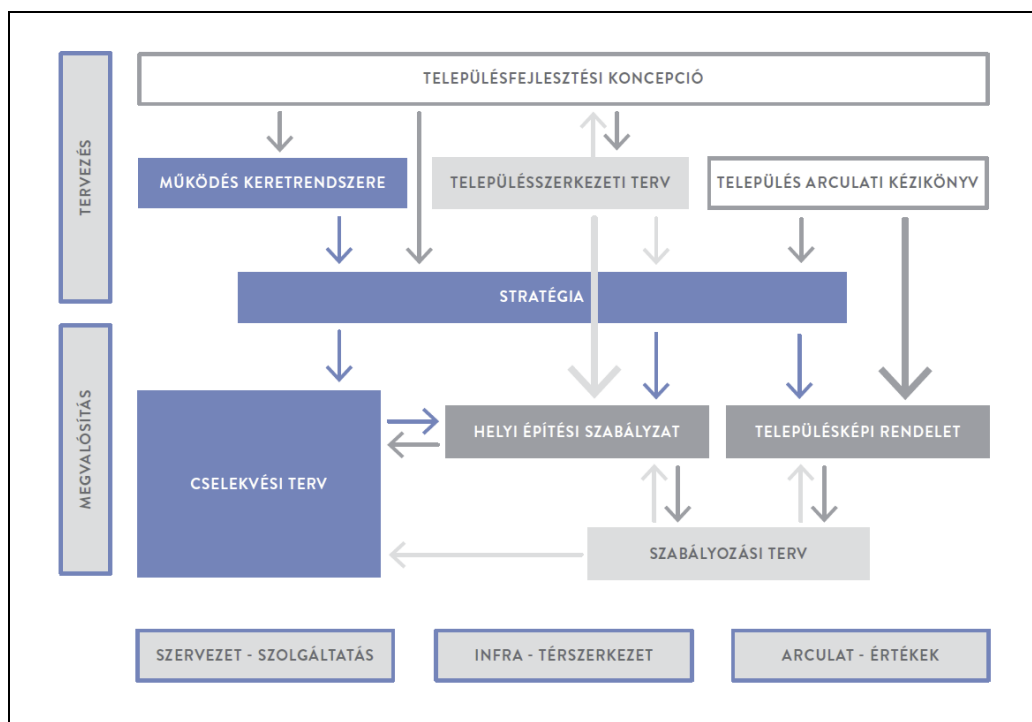 TERVEZÉS
TELEPÜLÉSFEJLESZTÉSI KONCEPCIÓ
MŰKÖDÉS KERETRENDSZERE
TELEPÜLÉSSZERKEZETI TERV
TELEPÜLÉS ARCULATI KÉZIKÖNYV
STRATÉGIA
MEGVALÓSÍTÁS
CSELEKVÉSI TERV
HELYI ÉPÍTÉSI SZABÁLYZAT
TELEPÜLÉSKÉPI RENDELET
SZABÁLYOZÁSI TERV
SZERVEZET - SZOLGÁLTATÁS
INFRA - TÉRSZERKEZET
ARCULAT - ÉRTÉKEK